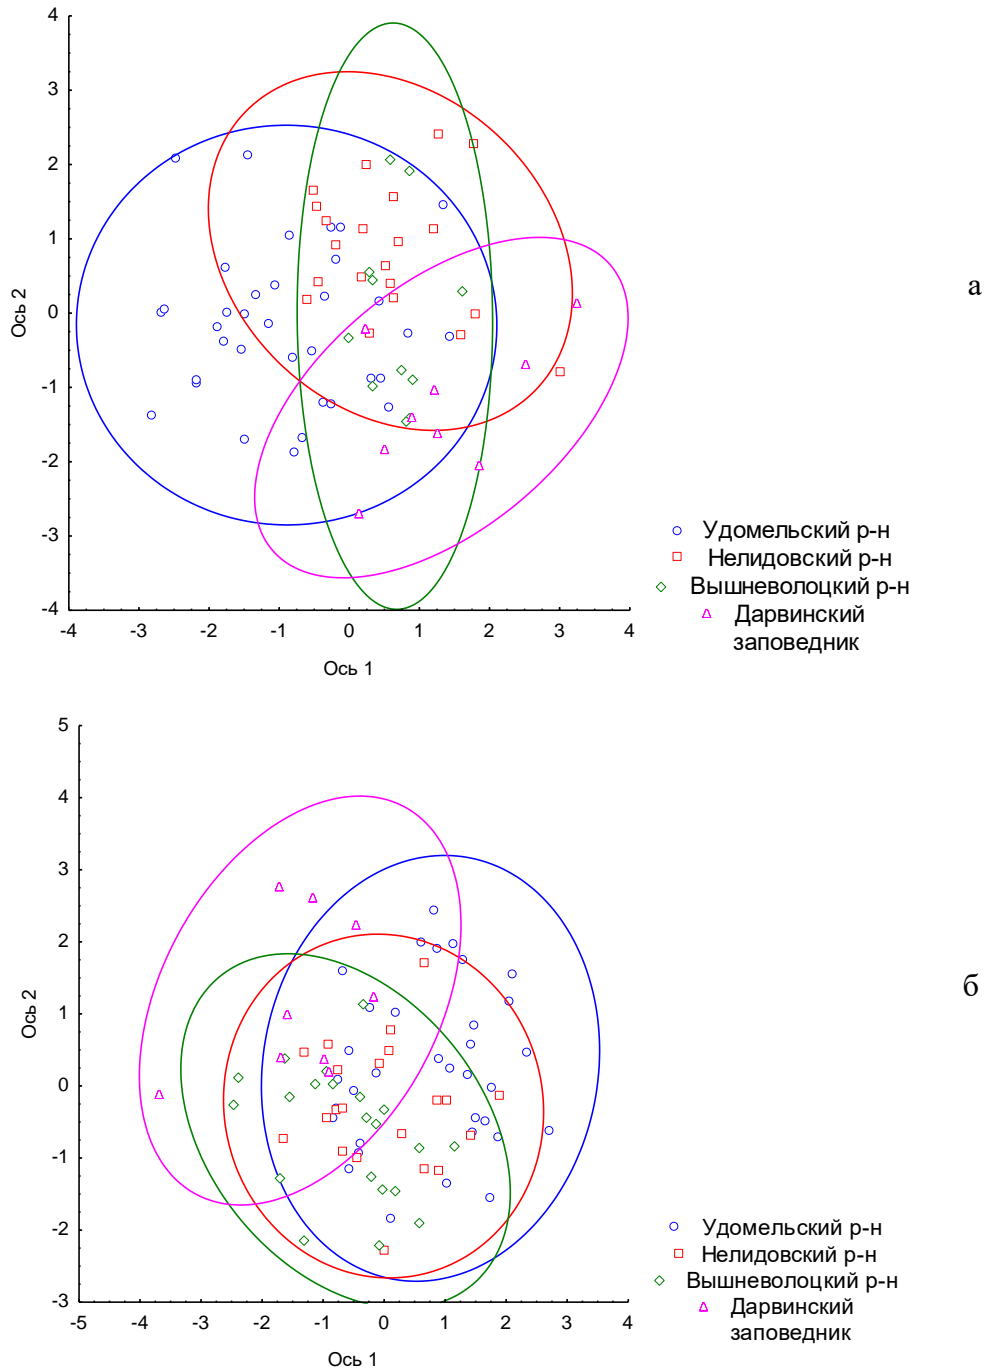 4
3
2
1
0
-1
-2
-3
-4
Ось 2
-4 -3 -2 -1 0 1 2 3 4
Ось 1
а
Удомельский р-н
Нелидовский р-н
Вышневолоцкий р-н
Дарвинский
заповедник
5
4
3
2
1
0
-1
-2
-3
Ось 2
-5 -4 -3 -2 -1 0 1 2 3 4
Ось 1
б
Удомельский р-н
Нелидовский р-н
Вышневолоцкий р-н
Дарвинский
заповедник